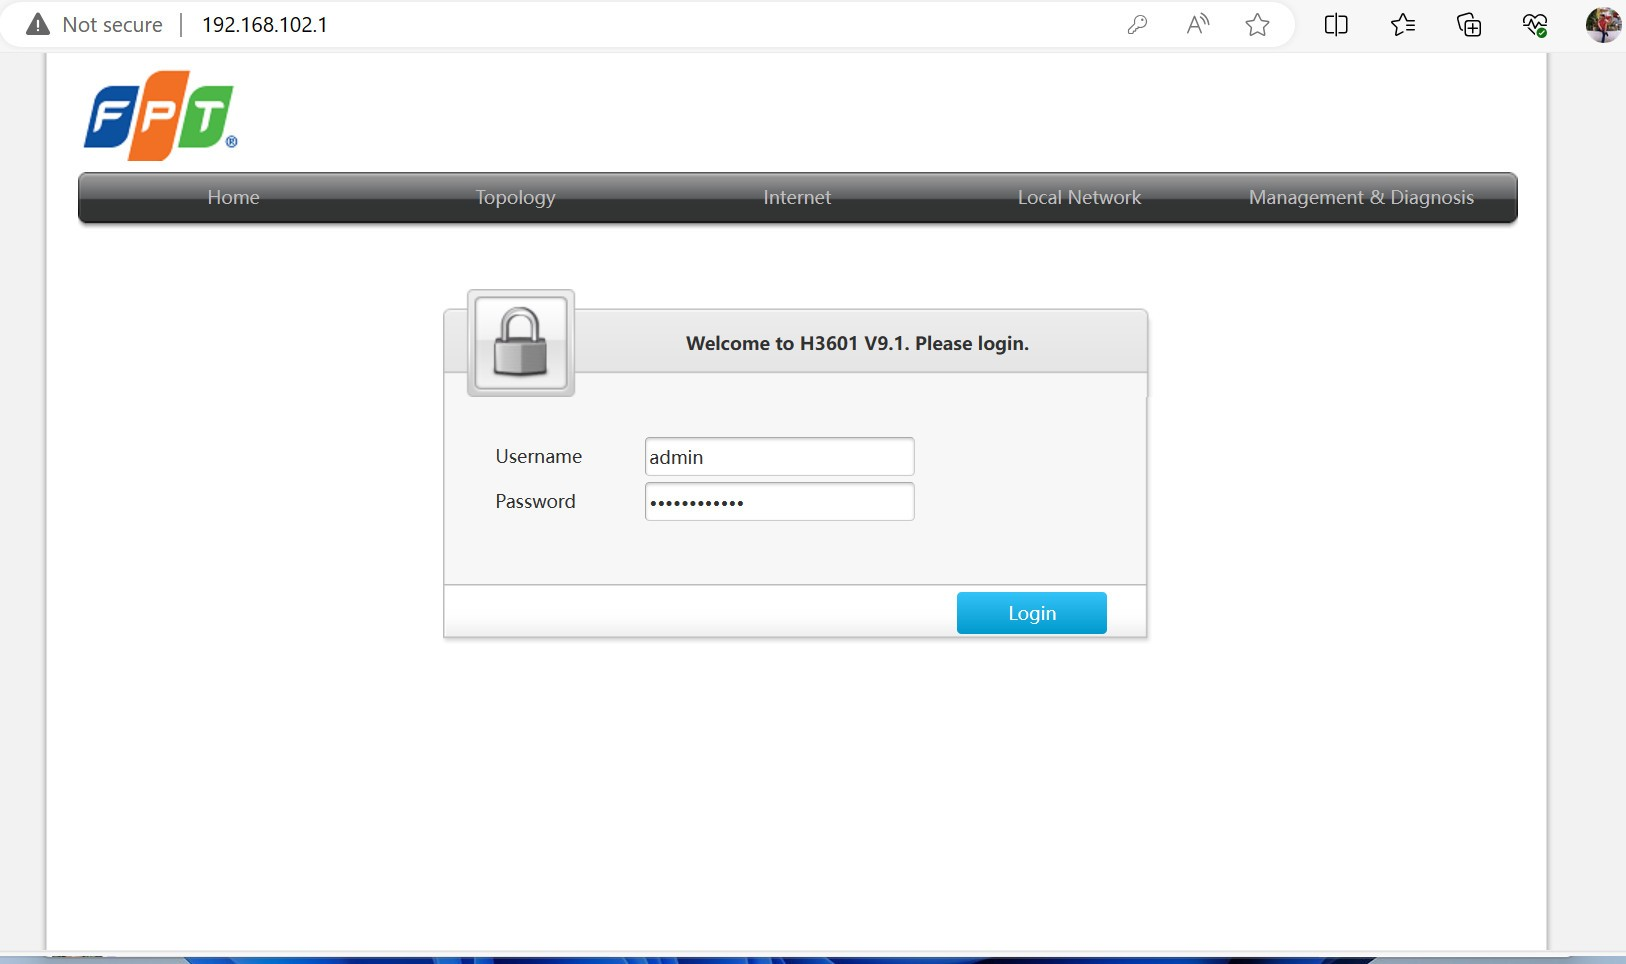 Not secure 192.168.102.1
FPT®
Home Topology Internet Local Network Management & Diagnosis
Welcome to H3601 V9.1. Please login.
Username admin
Password ••••••••••••
Login